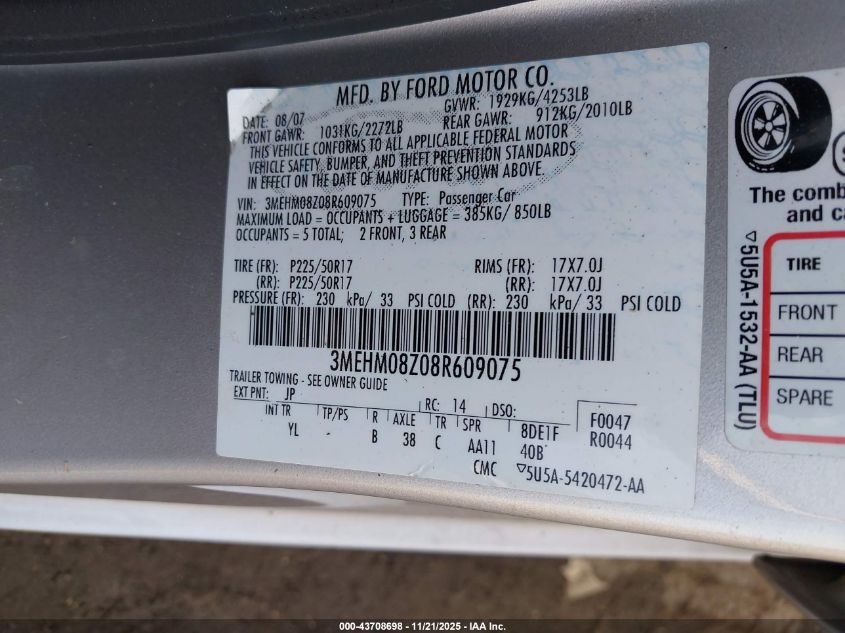 MFD. BY FORD MOTOR CO.
DATE: 08/07 GVWR: 1929KG/4253LB
FRONT GAWR: 1031KG/2272LB REAR GAWR: 912KG/2010LB
THIS VEHICLE CONFORMS TO ALL APPLICABLE FEDERAL MOTOR
VEHICLE SAFETY, BUMPER, AND THEFT PREVENTION STANDARDS
IN EFFECT ON THE DATE OF MANUFACTURE SHOWN ABOVE.
VIN: 3MEHM08Z08R609075 TYPE: Passenger Car
MAXIMUM LOAD = OCCUPANTS + LUGGAGE = 385KG/ 850LB
OCCUPANTS = 5 TOTAL; 2 FRONT, 3 REAR
TIRE (FR): P225/50R17 RIMS (FR): 17X7.0J
(RR): P225/50R17 (RR): 17X7.0J
PRESSURE (FR): 230 kPa/ 33 PSI COLD (RR): 230 kPa/ 33 PSI COLD
3MEHM08Z08R609075
TRAILER TOWING - SEE OWNER GUIDE
EXT PNT: JP RC: 14 DSO: F0047
INT TR TP/PS R AXLE TR SPR 8DE1F R0044
YL - B 38 C AA11 40B
CMC ▽5U5A-5420472-AA
▽5U5A-1532-AA (TLU)
The comb
and ca
TIRE
FRONT
REAR
SPARE
000-43708698 - 11/21/2025 - IAA Inc.